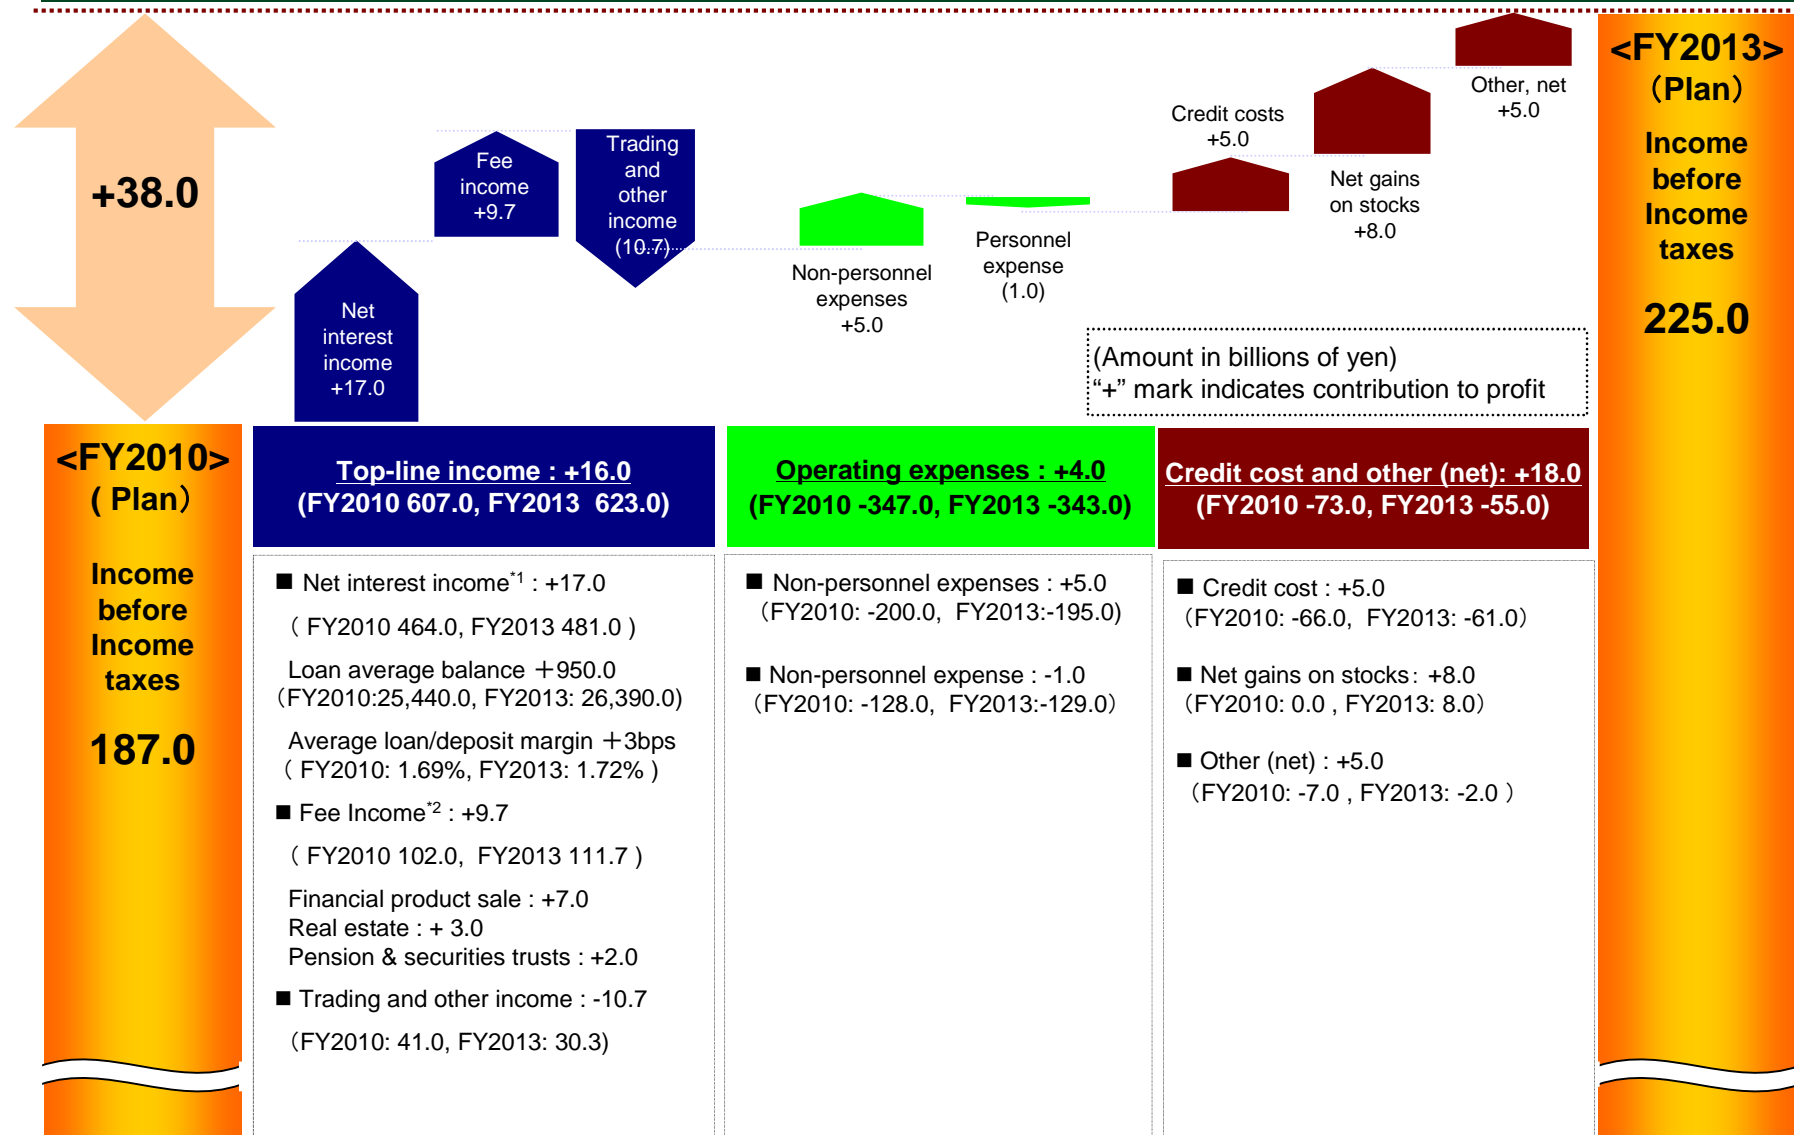 +38.0
Net
interest
income
+17.0
Fee
income
+9.7
Trading
and
other
income
(10.7)
Non-personnel
expenses
+5.0
Personnel
expense
(1.0)
Credit costs
+5.0
Net gains
on stocks
+8.0
Other, net
+5.0
(Amount in billions of yen)
“+” mark indicates contribution to profit
<FY2010>
( Plan）
Income
before
Income
taxes
187.0
Top-line income : +16.0
(FY2010 607.0, FY2013 623.0)
■ Net interest income*1 : +17.0
（ FY2010 464.0, FY2013 481.0 )
Loan average balance ＋950.0
（FY2010:25,440.0, FY2013: 26,390.0)
Average loan/deposit margin ＋3bps
（ FY2010: 1.69%, FY2013: 1.72% )
■ Fee Income*2 : +9.7
（ FY2010 102.0, FY2013 111.7 )
Financial product sale : +7.0
Real estate : + 3.0
Pension & securities trusts : +2.0
■ Trading and other income : -10.7
（FY2010: 41.0, FY2013: 30.3)
Operating expenses : +4.0
(FY2010 -347.0, FY2013 -343.0)
■ Non-personnel expenses : +5.0
（FY2010: -200.0, FY2013:-195.0)
■ Non-personnel expense : -1.0
（FY2010: -128.0, FY2013:-129.0）
Credit cost and other (net): +18.0
(FY2010 -73.0, FY2013 -55.0)
■ Credit cost : +5.0
（FY2010: -66.0, FY2013: -61.0）
■ Net gains on stocks： +8.0
（FY2010: 0.0 , FY2013: 8.0）
■ Other (net) : +5.0
（FY2010: -7.0 , FY2013: -2.0 ）
<FY2013>
（Plan）
Income
before
Income
taxes
225.0